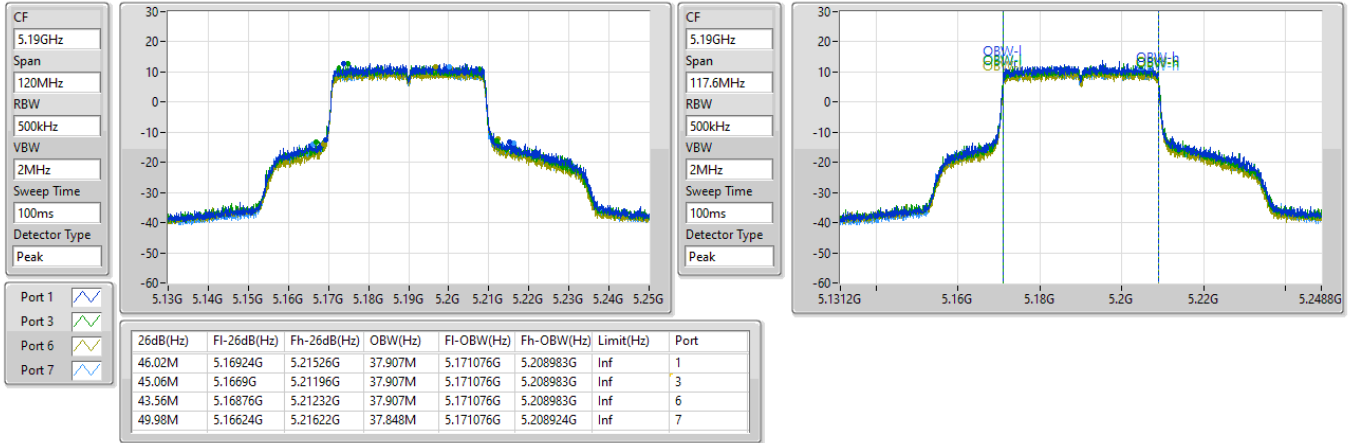 CF
5.19GHz
Span
120MHz
RBW
500kHz
VBW
2MHz
Sweep Time
100ms
Detector Type
Peak
30
20
10
0
-10
-20
-30
-40
-50
-60
5.13G 5.14G 5.15G 5.16G 5.17G 5.18G 5.19G 5.2G 5.21G 5.22G 5.23G 5.24G 5.25G
CF
5.19GHz
Span
117.6MHz
RBW
500kHz
VBW
2MHz
Sweep Time
100ms
Detector Type
Peak
30
20
10
0
-10
-20
-30
-40
-50
-60
OBW-l
5.1312G 5.16G 5.18G 5.2G 5.22G 5.2488G
Port 1
Port 3
Port 6
Port 7
26dB(Hz) Fl-26dB(Hz) Fh-26dB(Hz) OBW(Hz) Fl-OBW(Hz) Fh-OBW(Hz) Limit(Hz) Port
46.02M 5.16924G 5.21526G 37.907M 5.171076G 5.208983G Inf 1
45.06M 5.1669G 5.21196G 37.907M 5.171076G 5.208983G Inf 3
43.56M 5.16876G 5.21232G 37.907M 5.171076G 5.208983G Inf 6
49.98M 5.16624G 5.21622G 37.848M 5.171076G 5.208924G Inf 7